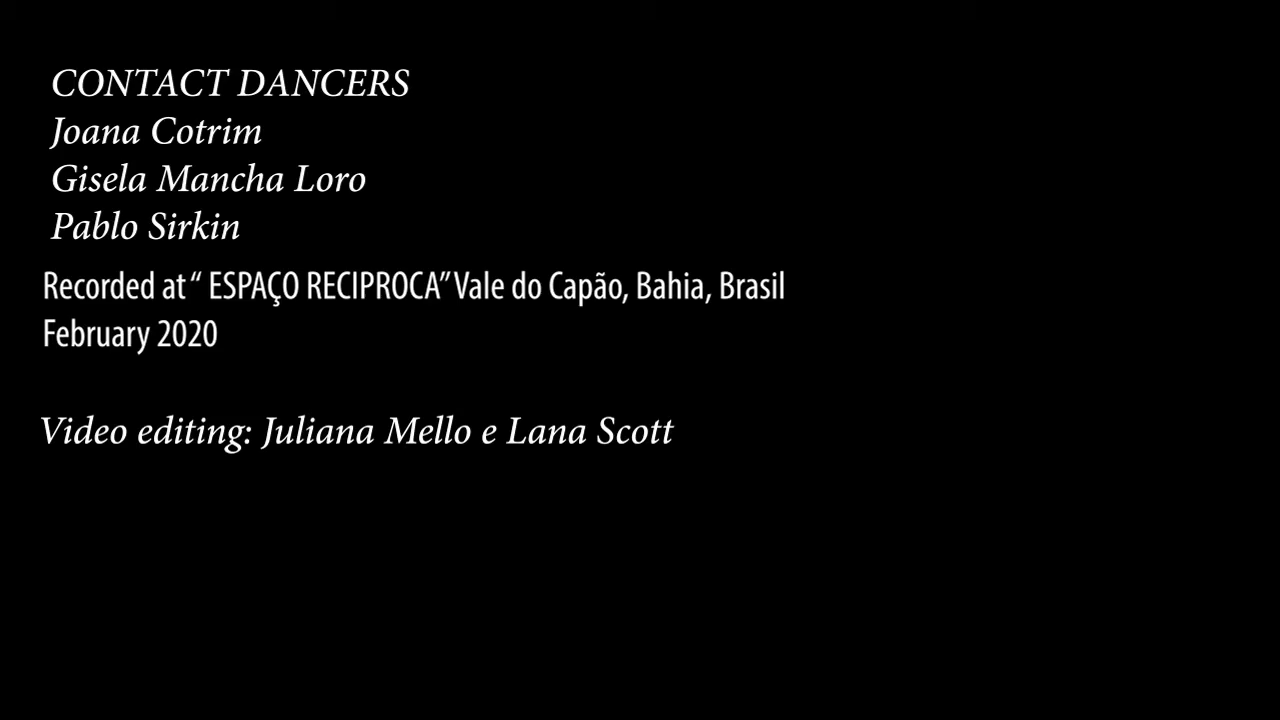 CONTACT DANCERS
Joana Cotrim
Gisela Mancha Loro
Pablo Sirkin
Recorded at “ ESPAÇO RECIPROCA” Vale do Capão, Bahia, Brasil
February 2020
Video editing: Juliana Mello e Lana Scott